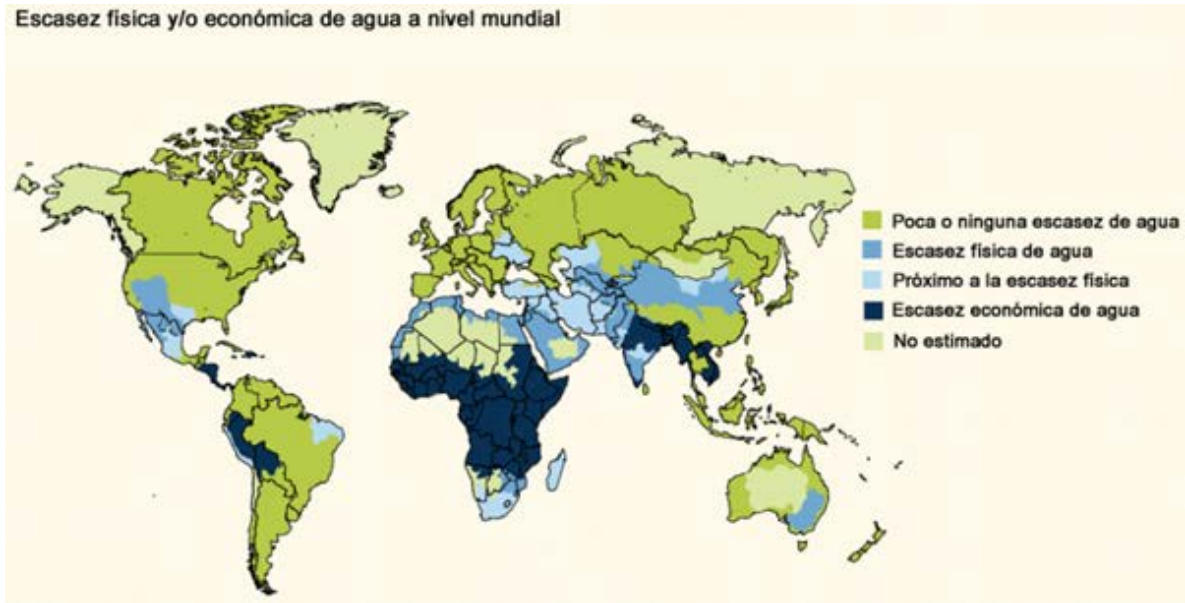 Escasez física y/o económica de agua a nivel mundial
Poca o ninguna escasez de agua
Escasez física de agua
Próximo a la escasez física
Escasez económica de agua
No estimado